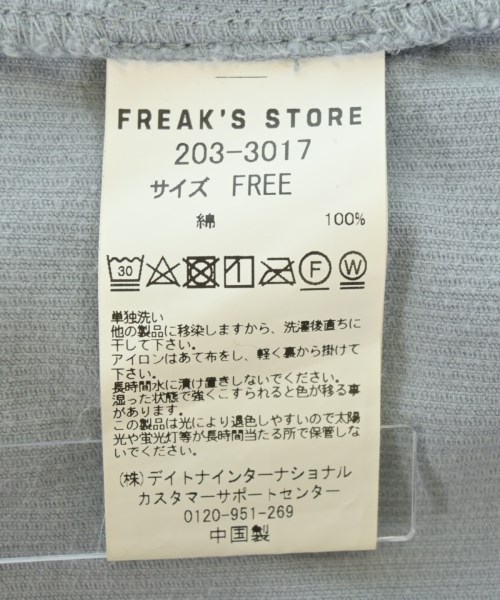 FREAK'S STORE
203-3017
サイズ FREE
綿 100%
30 F W
単独洗い
他の製品に移染しますから、洗濯後直ちに
干して下さい。
アイロンはあて布をし、軽く裏から掛けて
下さい。
長時間水に漬け置きしないでください。
湿った状態で強くこすられると色が移る事
があります。
この製品は光により退色しやすいので太陽
光や蛍光灯等が長時間当たる所で保管しな
いでください。
(株)デイトナインターナショナル
カスタマーサポートセンター
0120-951-269
中国製